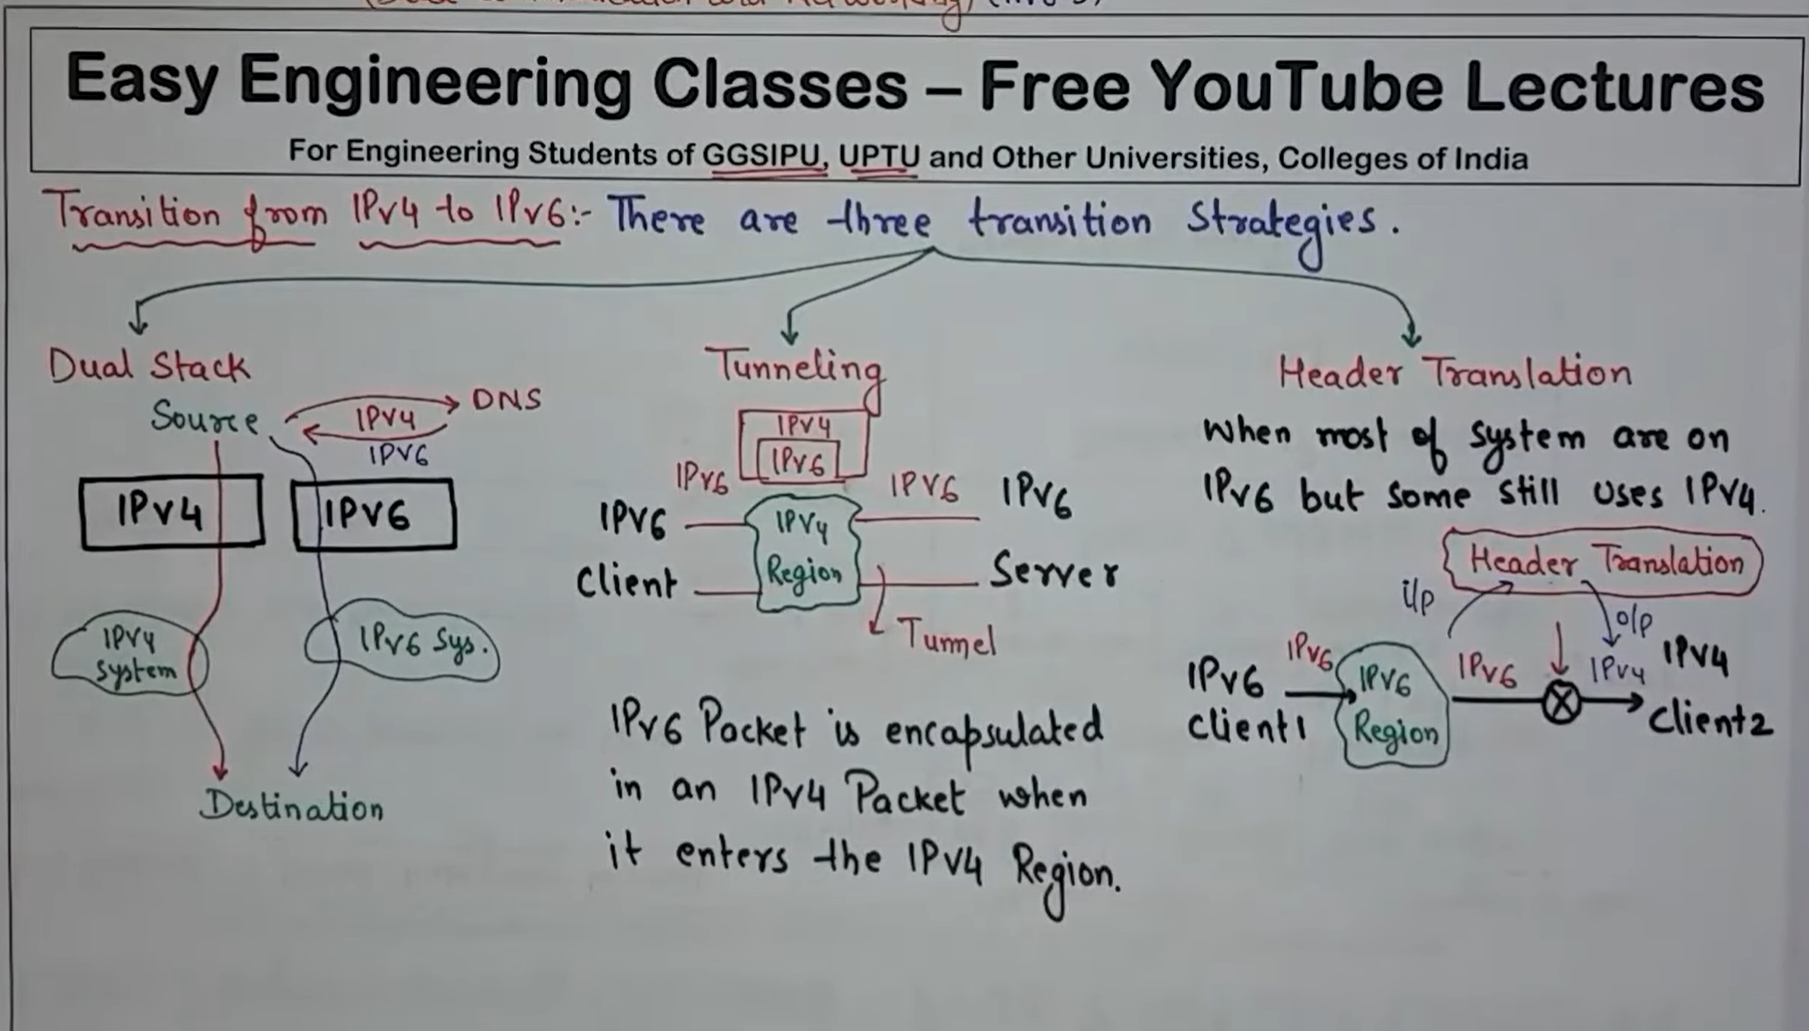 Easy Engineering Classes – Free YouTube Lectures
For Engineering Students of GGSIPU, UPTU and Other Universities, Colleges of India
Transition from IPv4 to IPv6:- There are three transition Strategies.
Dual Stack
Source
IPv4
DNS
IPv6
IPv4
IPv6
IPv4
System
IPv6 Sys.
Destination
Tunneling
IPv4
IPv6
IPv6
IPv6
IPv6
Client
IPv4
Region
IPv6
Server
Tunnel
IPv6 Packet is encapsulated
in an IPv4 Packet when
it enters the IPv4 Region.
Header Translation
When most of system are on
IPv6 but some still uses IPv4.
Header Translation
i/p
o/p
IPv6
Client1
IPv6
IPv6
Region
IPv6
IPv4
IPv4
Client2